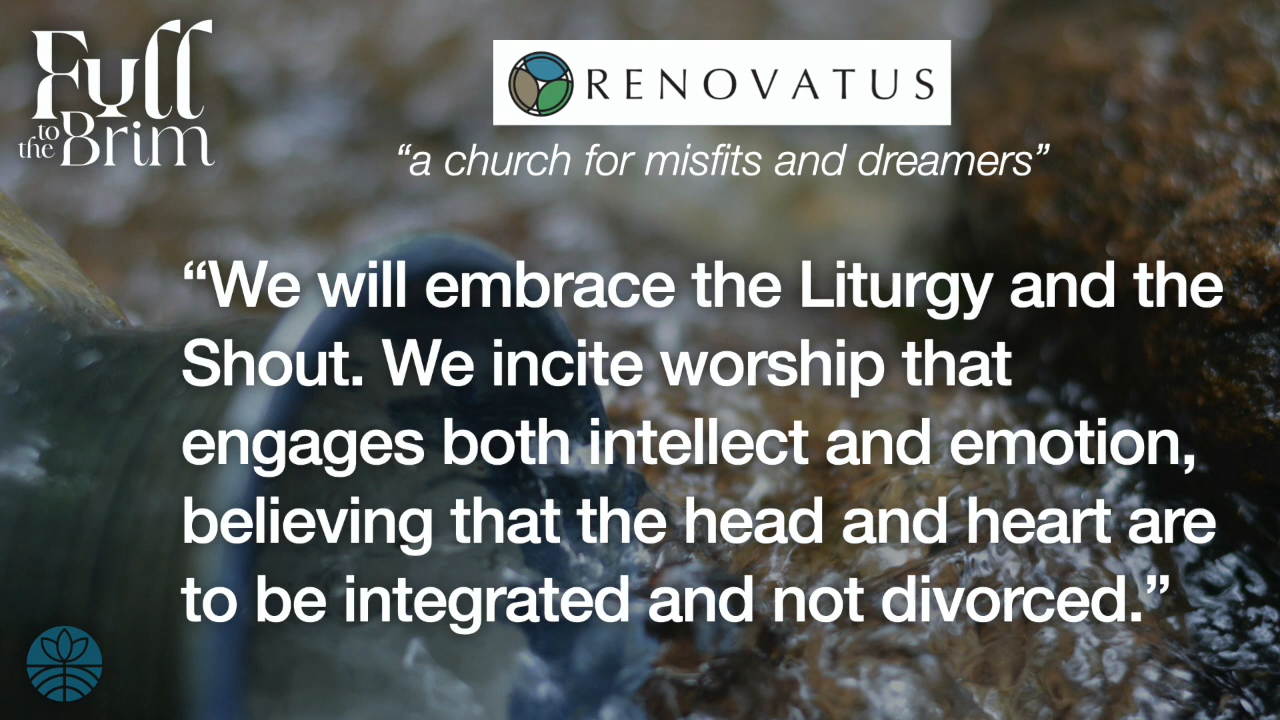 Full
to
the Brim
RENOVATUS
“a church for misfits and dreamers”
“We will embrace the Liturgy and the
Shout. We incite worship that
engages both intellect and emotion,
believing that the head and heart are
to be integrated and not divorced.”